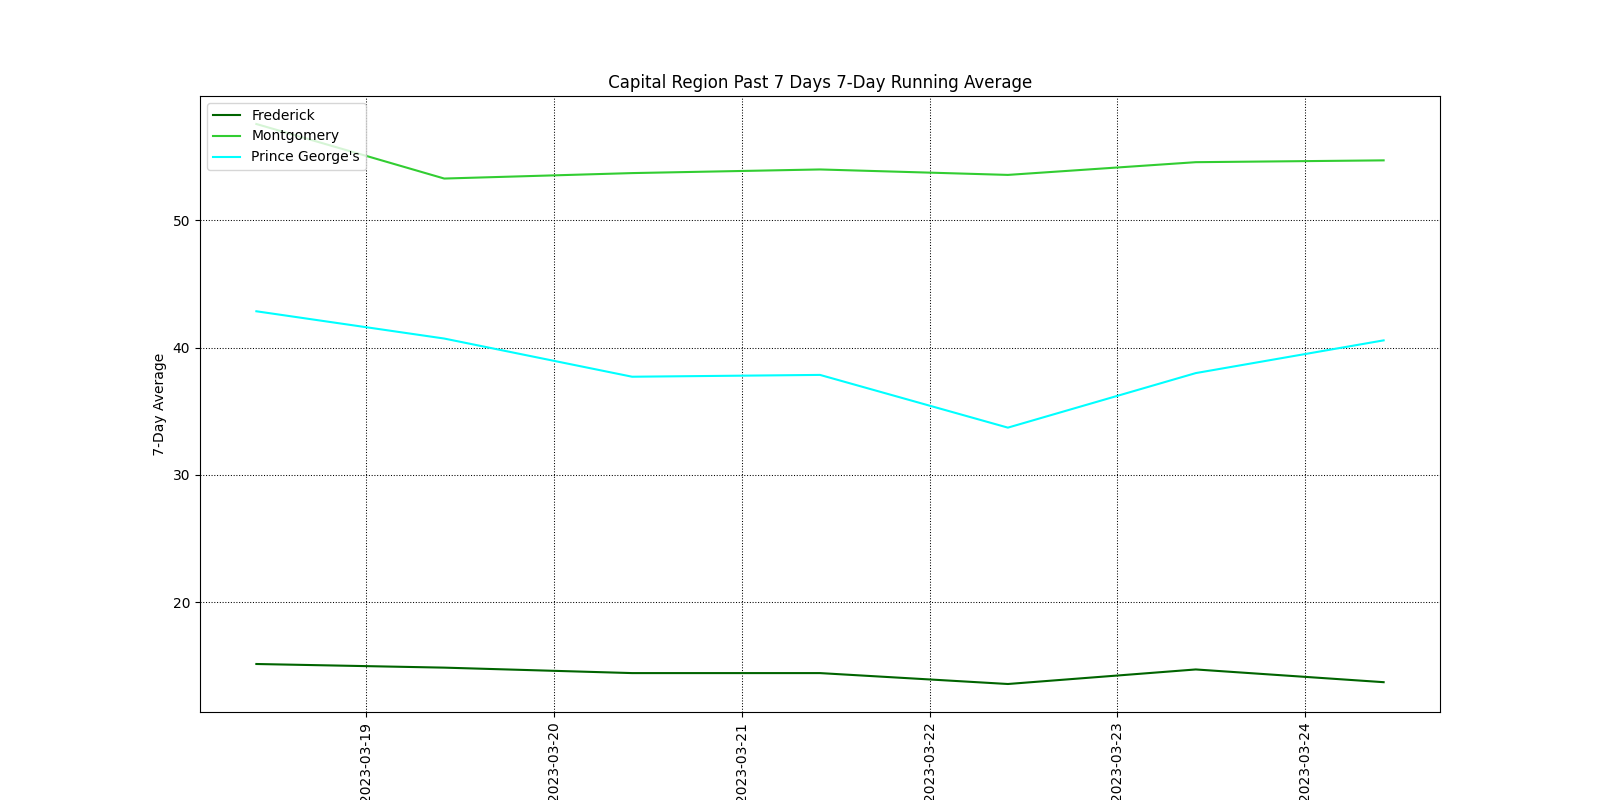 Capital Region Past 7 Days 7-Day Running Average
Frederick
Montgomery
Prince George's
7-Day Average
50
40
30
20
2023-03-19
2023-03-20
2023-03-21
2023-03-22
2023-03-23
2023-03-24